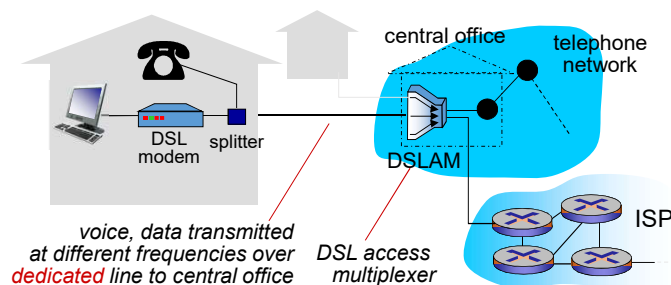 central office
telephone
network
DSL
modem
splitter
DSLAM
voice, data transmitted
at different frequencies over
dedicated line to central office
DSL access
multiplexer
ISP